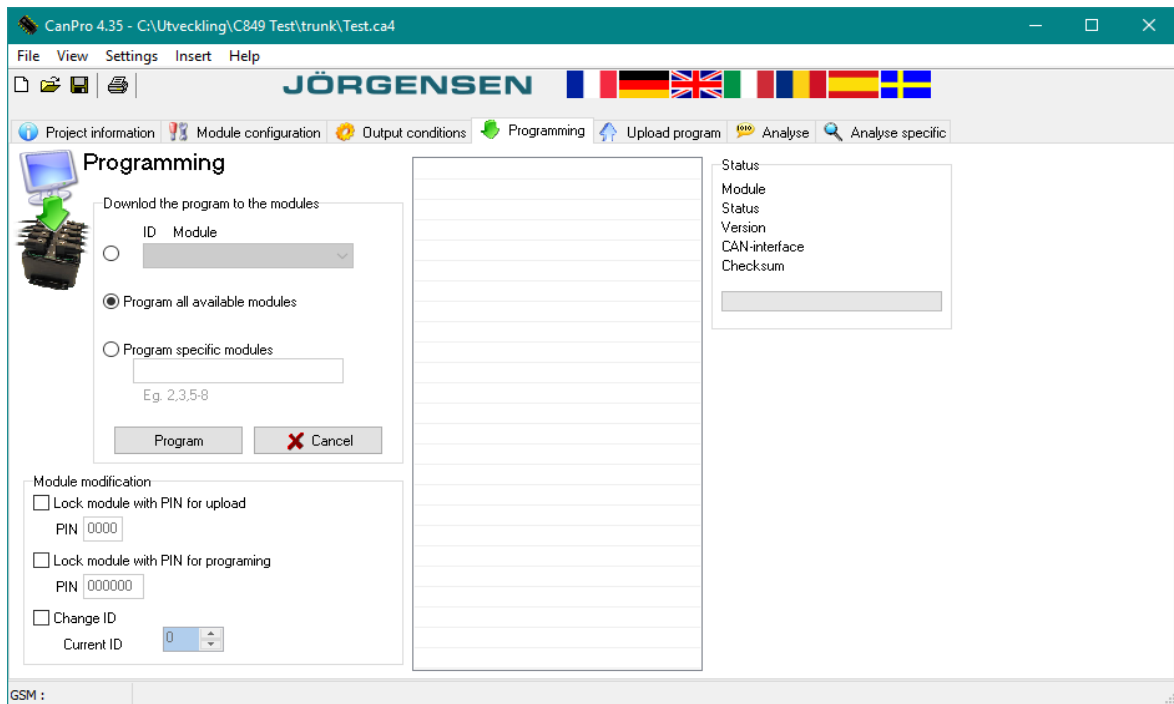 CanPro 4.35 - C:\Utveckling\C849 Test\trunk\Test.ca4
File View Settings Insert Help
JÖRGENSEN
Project information Module configuration Output conditions Programming Upload program Analyse Analyse specific
Programming
Downlod the program to the modules
ID Module
Program all available modules
Program specific modules
Eg. 2,3,5-8
Program Cancel
Module modification
Lock module with PIN for upload
PIN 0000
Lock module with PIN for programing
PIN 000000
Change ID
Current ID 0
Status
Module
Status
Version
CAN-interface
Checksum
GSM :